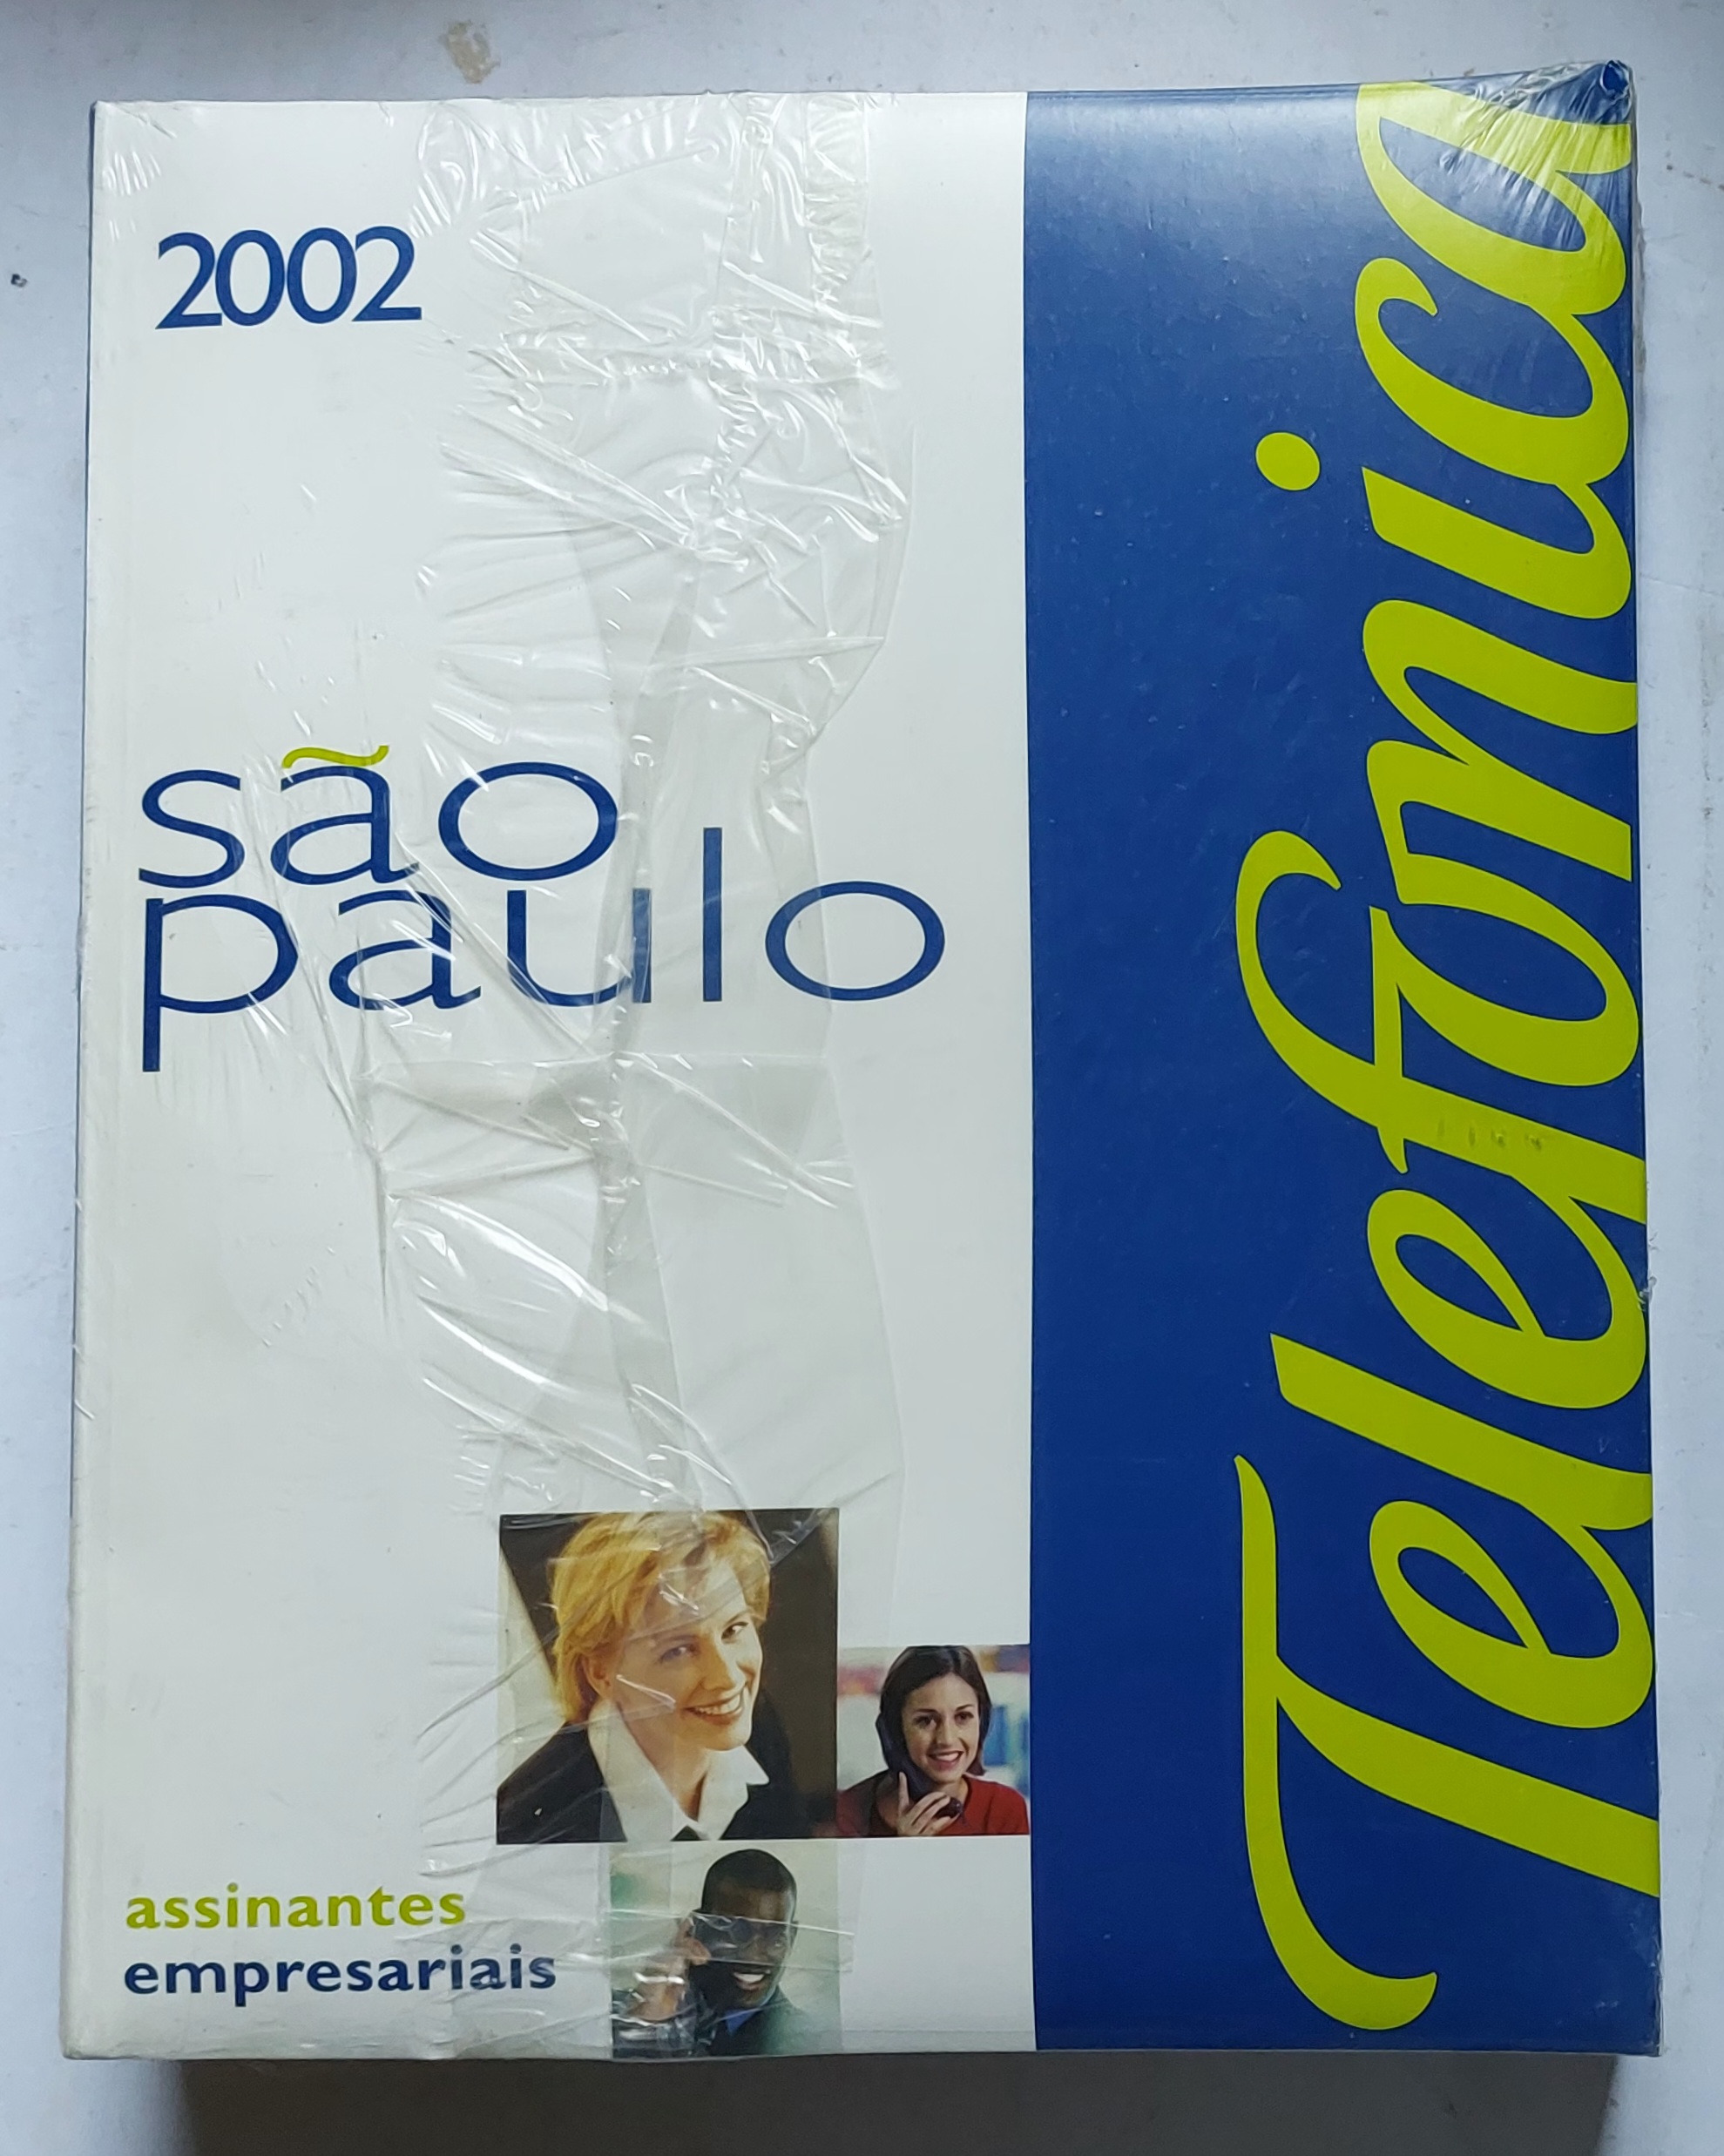 2002
são
paulo
assinantes
empresariais
Telefonica